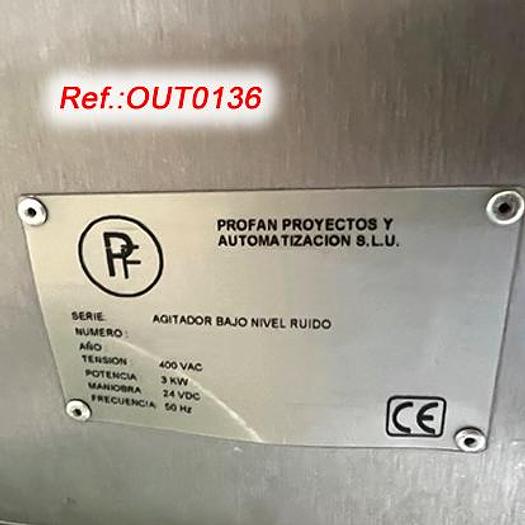 Ref.:OUT0136
PF
PROFAN PROYECTOS Y
AUTOMATIZACION S.L.U.
SERIE: AGITADOR BAJO NIVEL RUIDO
NUMERO:
AÑO:
TENSION: 400 VAC
POTENCIA 3 KW
MANIOBRA 24 VDC
FRECUENCIA 50 Hz
CE